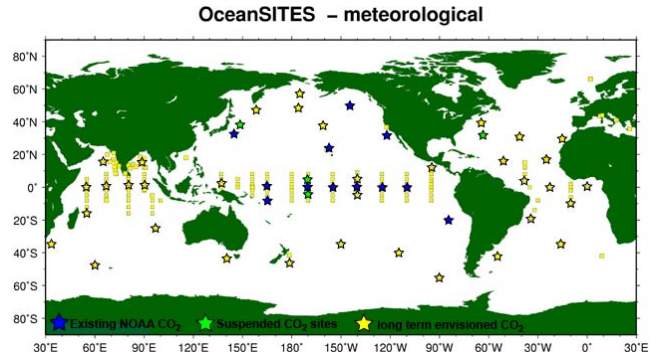 OceanSITES – meteorological
80°N
60°N
40°N
20°N
0°
20°S
40°S
60°S
80°S
Existing NOAA CO2 Suspended CO2 sites long term envisioned CO2
30°E 60°E 90°E 120°E 150°E 180°E 150°W 120°W 90°W 60°W 30°W 0°E 30°E